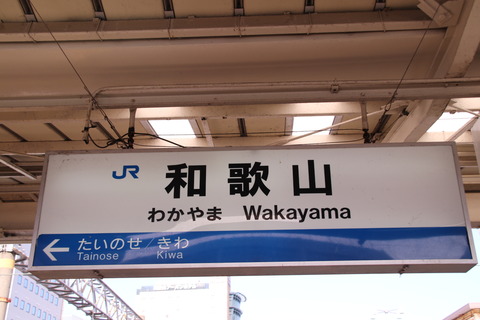 JR 和歌山
わかやま Wakayama
← たいのせ/きわ
Tainose Kiwa